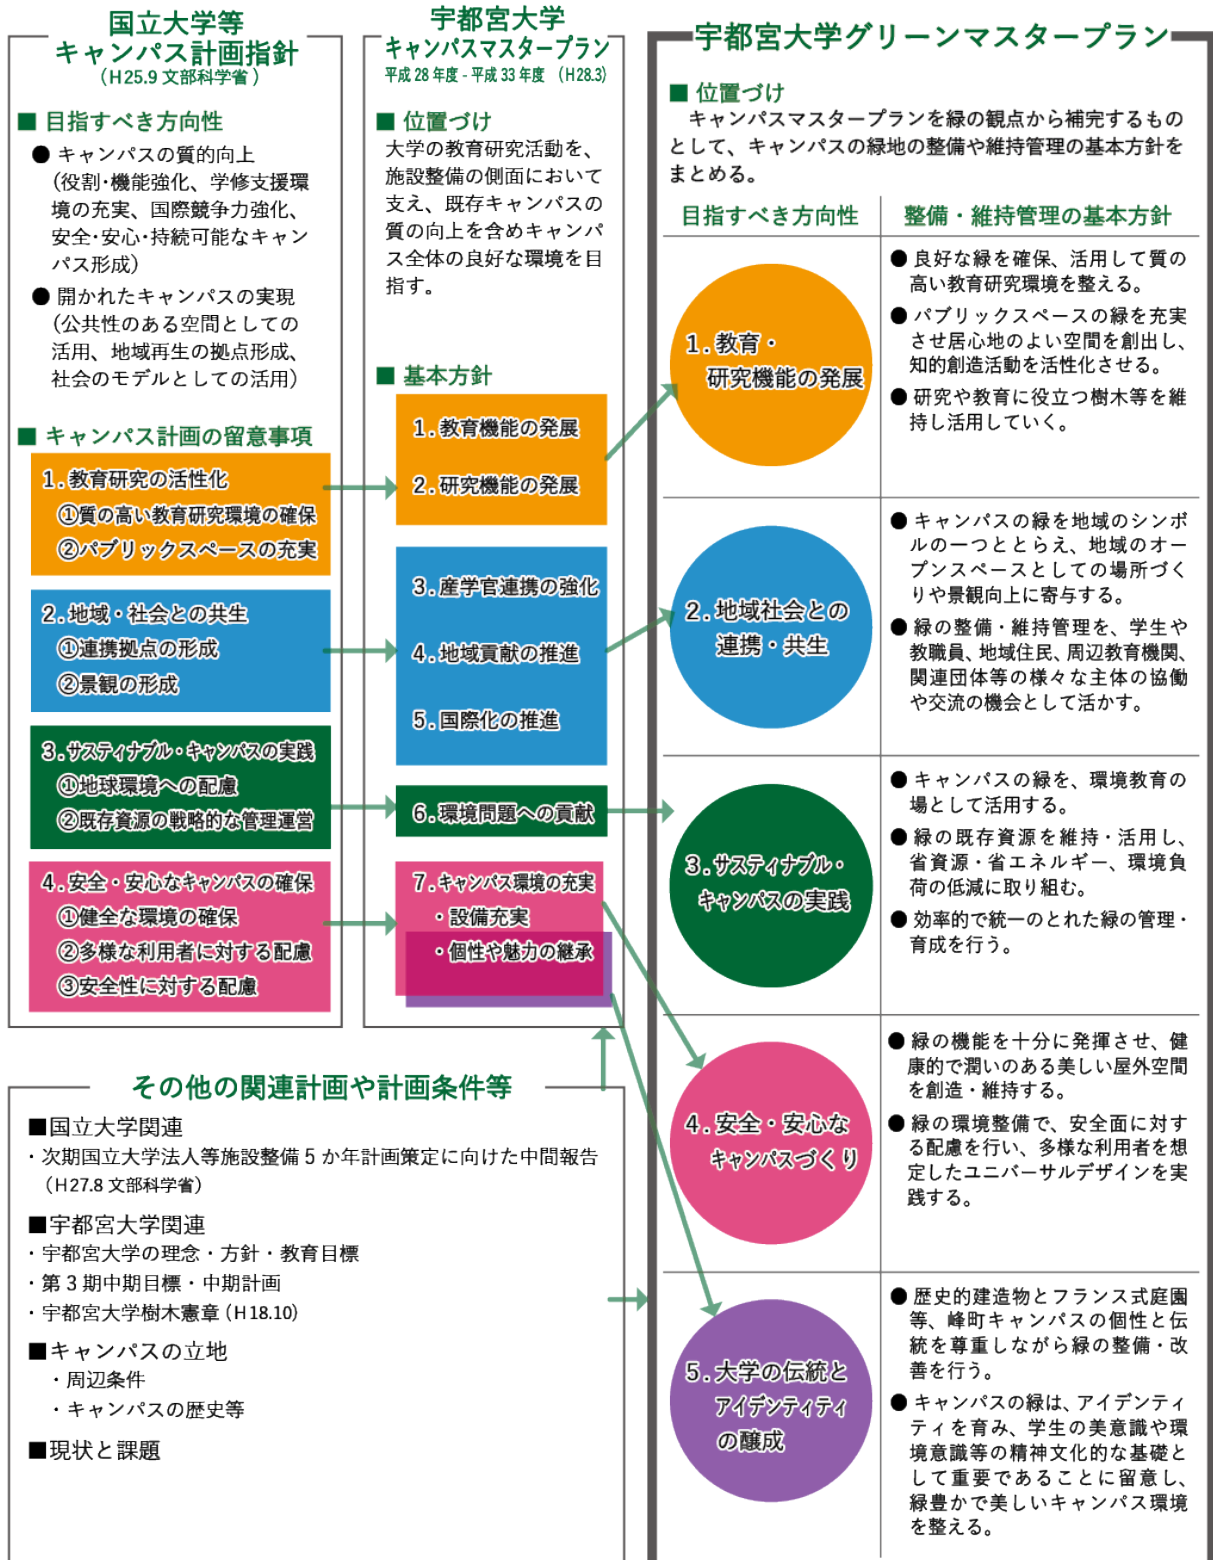 国立大学等
キャンパス計画指針
（H25.9 文部科学省）
■ 目指すべき方向性
● キャンパスの質的向上
（役割・機能強化、学修支援環
境の充実、国際競争力強化、
安全・安心・持続可能なキャン
パス形成）
● 開かれたキャンパスの実現
（公共性のある空間としての
活用、地域再生の拠点形成、
社会のモデルとしての活用）
■ キャンパス計画の留意事項
1. 教育研究の活性化
①質の高い教育研究環境の確保
②パブリックスペースの充実
2. 地域・社会との共生
①連携拠点の形成
②景観の形成
3. サスティナブル・キャンパスの実践
①地球環境への配慮
②既存資源の戦略的な管理運営
4. 安全・安心なキャンパスの確保
①健全な環境の確保
②多様な利用者に対する配慮
③安全性に対する配慮
宇都宮大学
キャンパスマスタープラン
平成 28 年度 - 平成 33 年度 （H28.3）
■ 位置づけ
大学の教育研究活動を、
施設整備の側面において
支え、既存キャンパスの
質の向上を含めキャンパ
ス全体の良好な環境を目
指す。
■ 基本方針
1. 教育機能の発展
2. 研究機能の発展
3. 産学官連携の強化
4. 地域貢献の推進
5. 国際化の推進
6. 環境問題への貢献
7. キャンパス環境の充実
・設備充実
・個性や魅力の継承
その他の関連計画や計画条件等
■国立大学関連
・次期国立大学法人等施設整備 5 か年計画策定に向けた中間報告
（H27.8 文部科学省）
■宇都宮大学関連
・宇都宮大学の理念・方針・教育目標
・第 3 期中期目標・中期計画
・宇都宮大学樹木憲章（H18.10）
■キャンパスの立地
・周辺条件
・キャンパスの歴史等
■現状と課題
宇都宮大学グリーンマスタープラン
■ 位置づけ
キャンパスマスタープランを緑の観点から補完するもの
として、キャンパスの緑地の整備や維持管理の基本方針を
まとめる。
目指すべき方向性
整備・維持管理の基本方針
1. 教育・
研究機能の発展
● 良好な緑を確保、活用して質の
高い教育研究環境を整える。
● パブリックスペースの緑を充実
させ居心地のよい空間を創出し、
知的創造活動を活性化させる。
● 研究や教育に役立つ樹木等を維
持し活用していく。
2. 地域社会との
連携・共生
● キャンパスの緑を地域のシンボ
ルの一つととらえ、地域のオー
プンスペースとしての場所づく
りや景観向上に寄与する。
● 緑の整備・維持管理を、学生や
教職員、地域住民、周辺教育機関、
関連団体等の様々な主体の協働
や交流の機会として活かす。
3. サスティナブル・
キャンパスの実践
● キャンパスの緑を、環境教育の
場として活用する。
● 緑の既存資源を維持・活用し、
省資源・省エネルギー、環境負
荷の低減に取り組む。
● 効率的で統一のとれた緑の管理・
育成を行う。
4. 安全・安心な
キャンパスづくり
● 緑の機能を十分に発揮させ、健
康的で潤いのある美しい屋外空間
を創造・維持する。
● 緑の環境整備で、安全面に対す
る配慮を行い、多様な利用者を想
定したユニバーサルデザインを実
践する。
5. 大学の伝統と
アイデンティティ
の醸成
● 歴史的建造物とフランス式庭園
等、峰町キャンパスの個性と伝
統を尊重しながら緑の整備・改
善を行う。
● キャンパスの緑は、アイデンティ
ティを育み、学生の美意識や環
境意識等の精神文化的な基礎と
して重要であることに留意し、
緑豊かで美しいキャンパス環境
を整える。